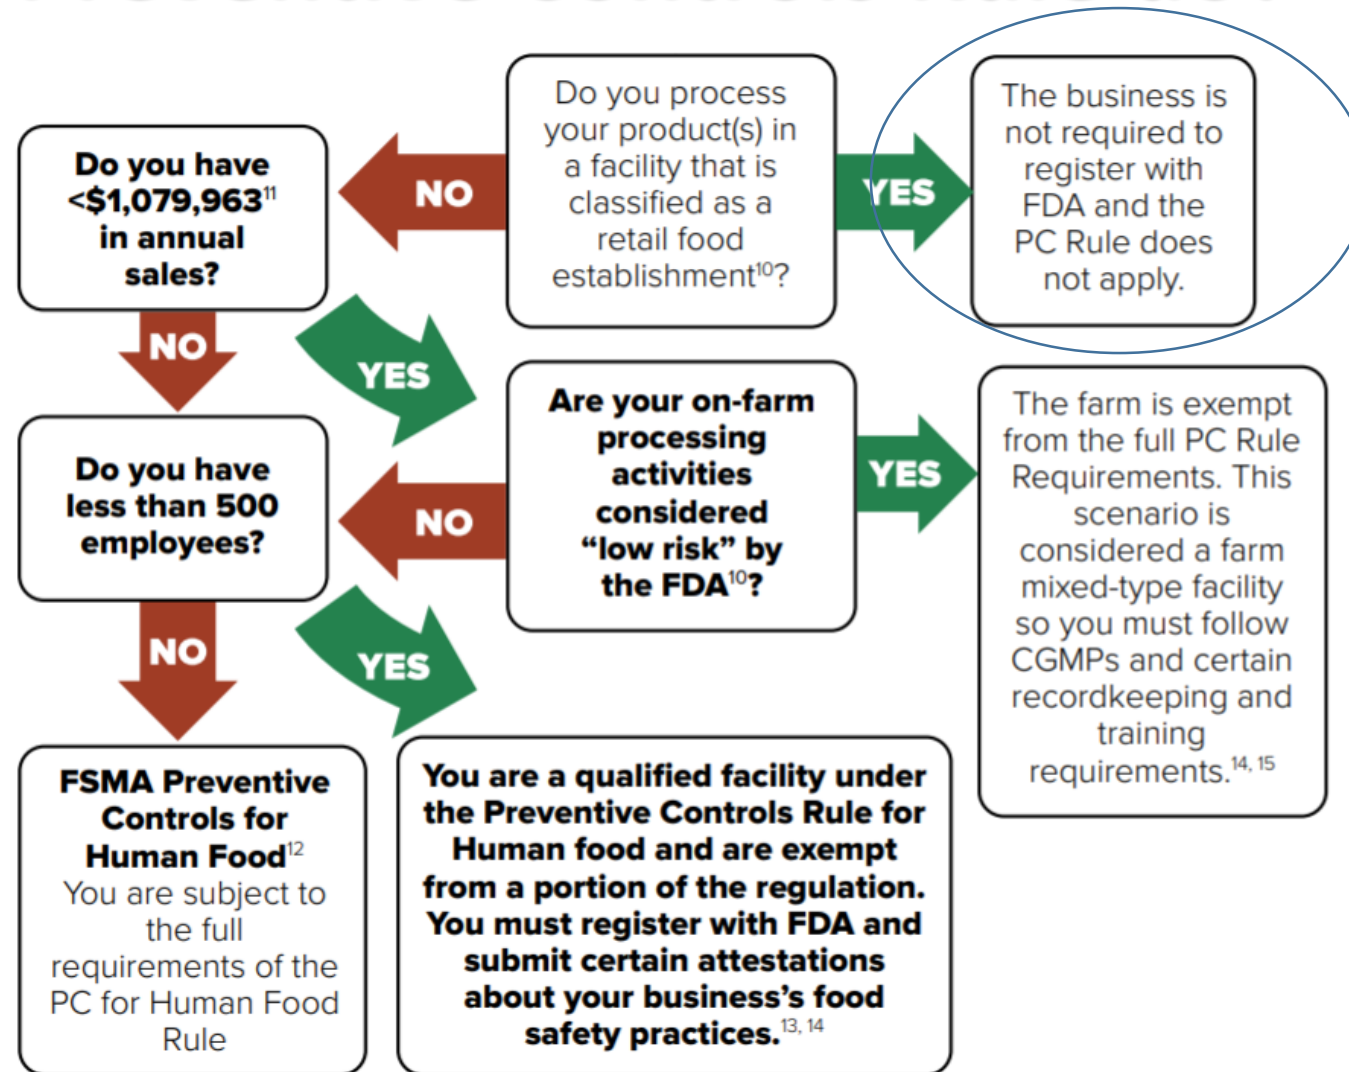 Do you process
your product(s) in
a facility that is
classified as a
retail food
establishment¹⁰?
YES
The business is
not required to
register with
FDA and the
PC Rule does
not apply.
NO
Do you have
<$1,079,963¹¹
in annual
sales?
NO
YES
Are your on-farm
processing
activities
considered
“low risk” by
the FDA¹⁰?
YES
The farm is exempt
from the full PC Rule
Requirements. This
scenario is
considered a farm
mixed-type facility
so you must follow
CGMPs and certain
recordkeeping and
training
requirements.¹⁴, ¹⁵
NO
Do you have
less than 500
employees?
NO
YES
FSMA Preventive
Controls for
Human Food¹²
You are subject to
the full
requirements of the
PC for Human Food
Rule
You are a qualified facility under
the Preventive Controls Rule for
Human food and are exempt
from a portion of the regulation.
You must register with FDA and
submit certain attestations
about your business’s food
safety practices.¹³, ¹⁴